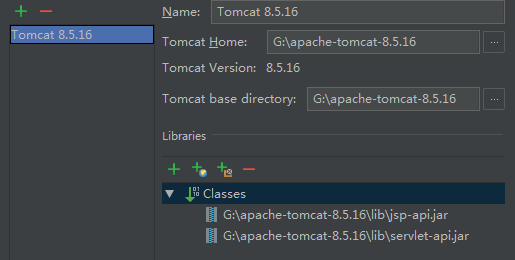 Name: Tomcat 8.5.16
Tomcat 8.5.16
Tomcat Home: G:\apache-tomcat-8.5.16 ...
Tomcat Version: 8.5.16
Tomcat base directory: G:\apache-tomcat-8.5.16 ...
Libraries
Classes
G:\apache-tomcat-8.5.16\lib\jsp-api.jar
G:\apache-tomcat-8.5.16\lib\servlet-api.jar